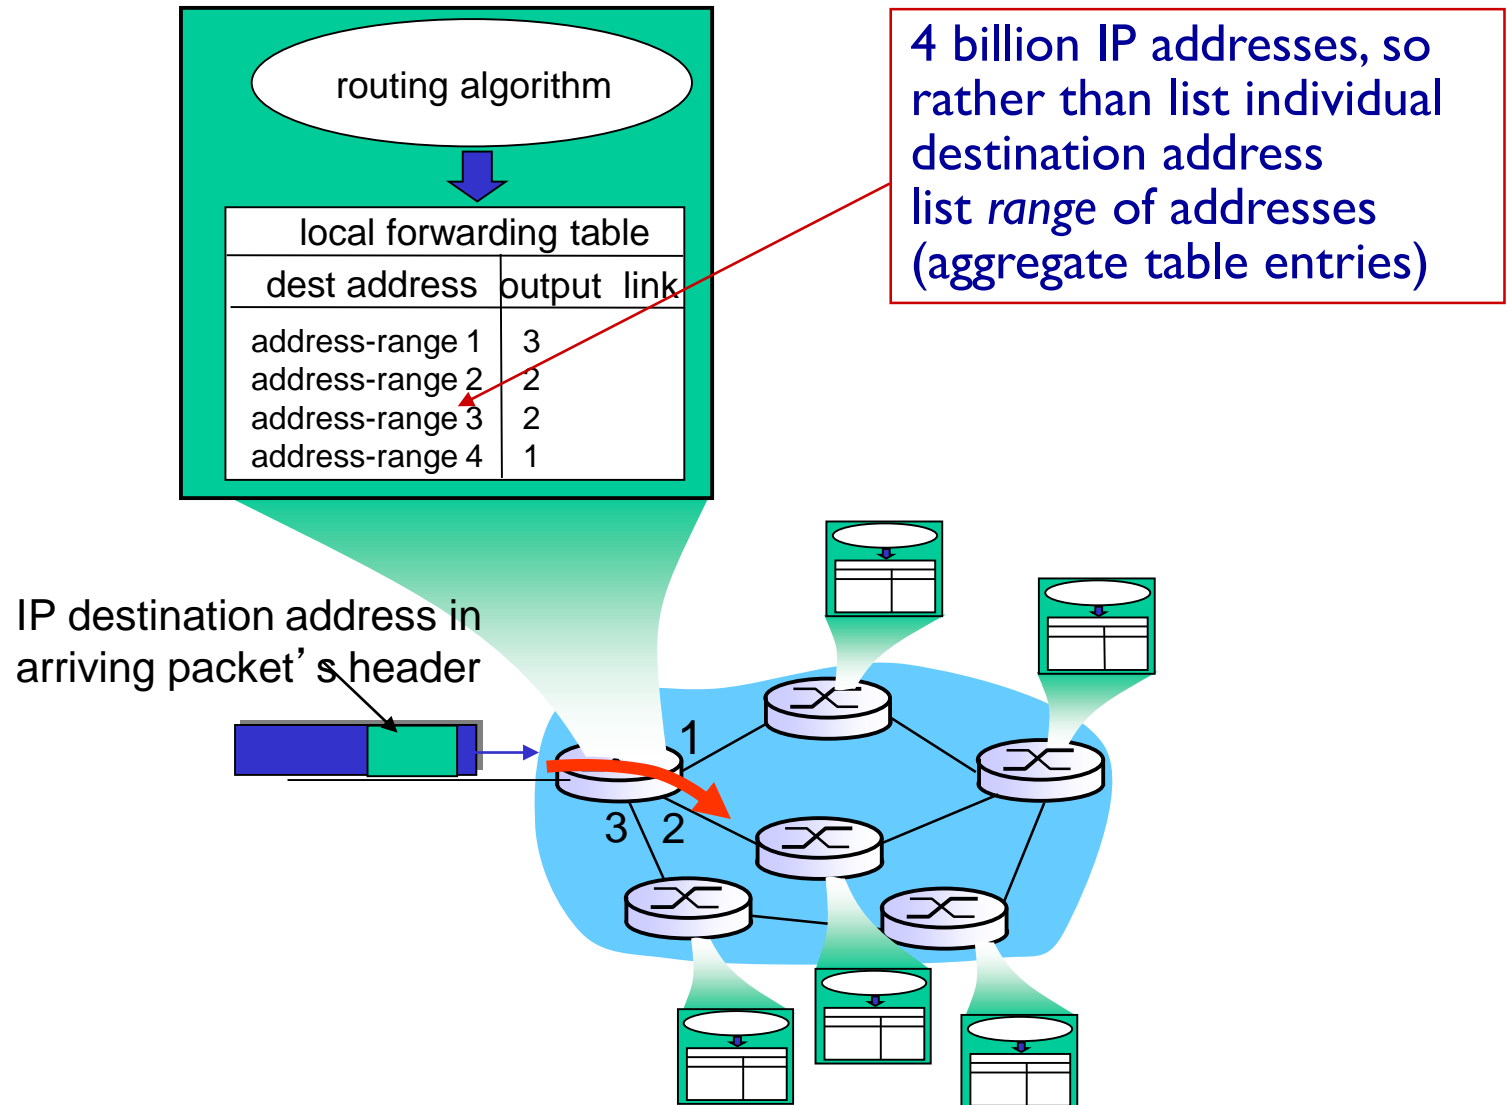 routing algorithm
local forwarding table
dest address output link
address-range 1 3
address-range 2 2
address-range 3 2
address-range 4 1
4 billion IP addresses, so
rather than list individual
destination address
list range of addresses
(aggregate table entries)
IP destination address in
arriving packet’s header
1
3 2